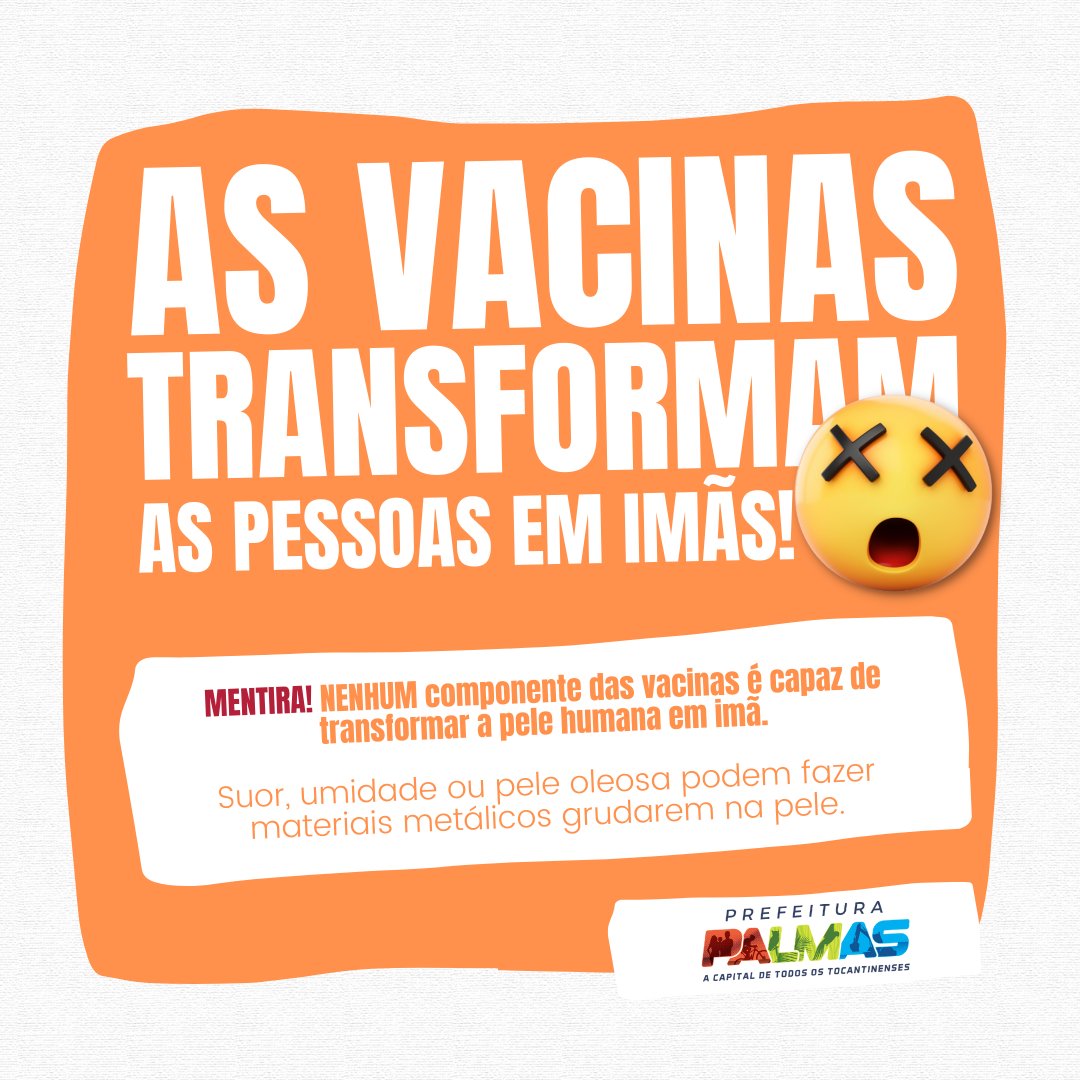 AS VACINAS
TRANSFORMAM
AS PESSOAS EM IMÃS!
MENTIRA! NENHUM componente das vacinas é capaz de
transformar a pele humana em imã.
Suor, umidade ou pele oleosa podem fazer
materiais metálicos grudarem na pele.
PREFEITURA
PALMAS
A CAPITAL DE TODOS OS TOCANTINENSES